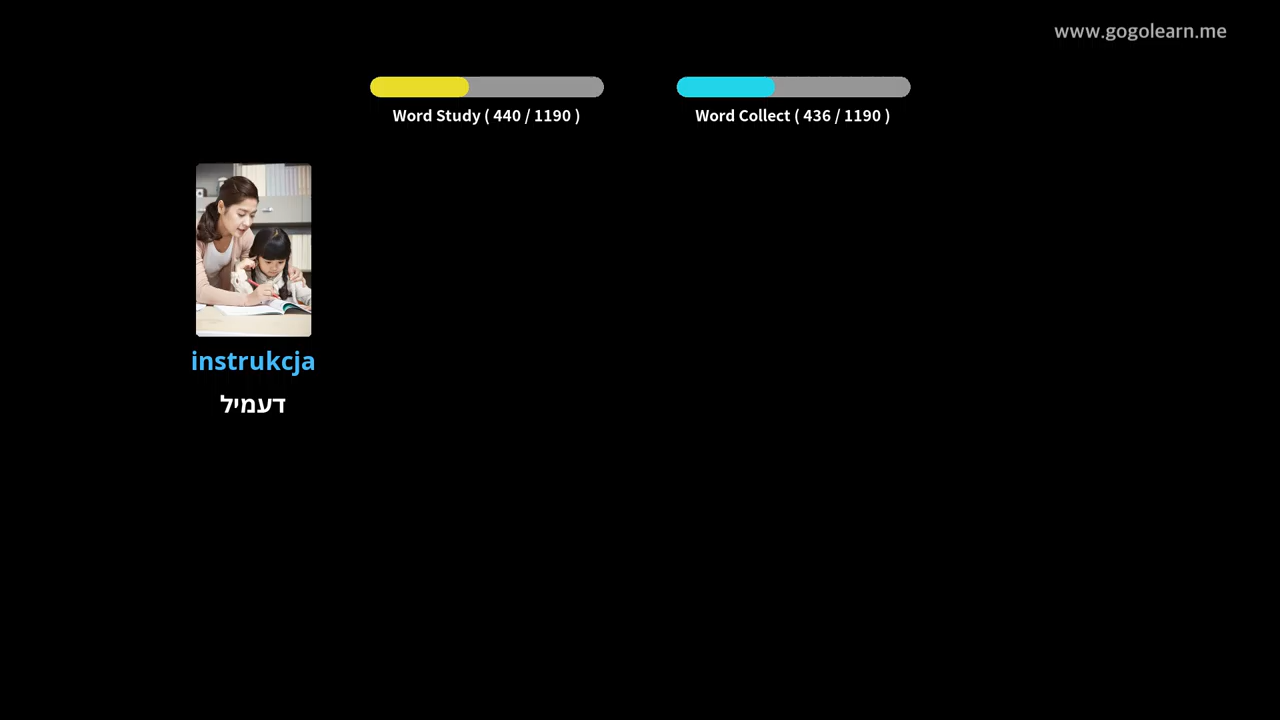 www.gogolearn.me
Word Study ( 440 / 1190 )
Word Collect ( 436 / 1190 )
instrukcja
דעמיל